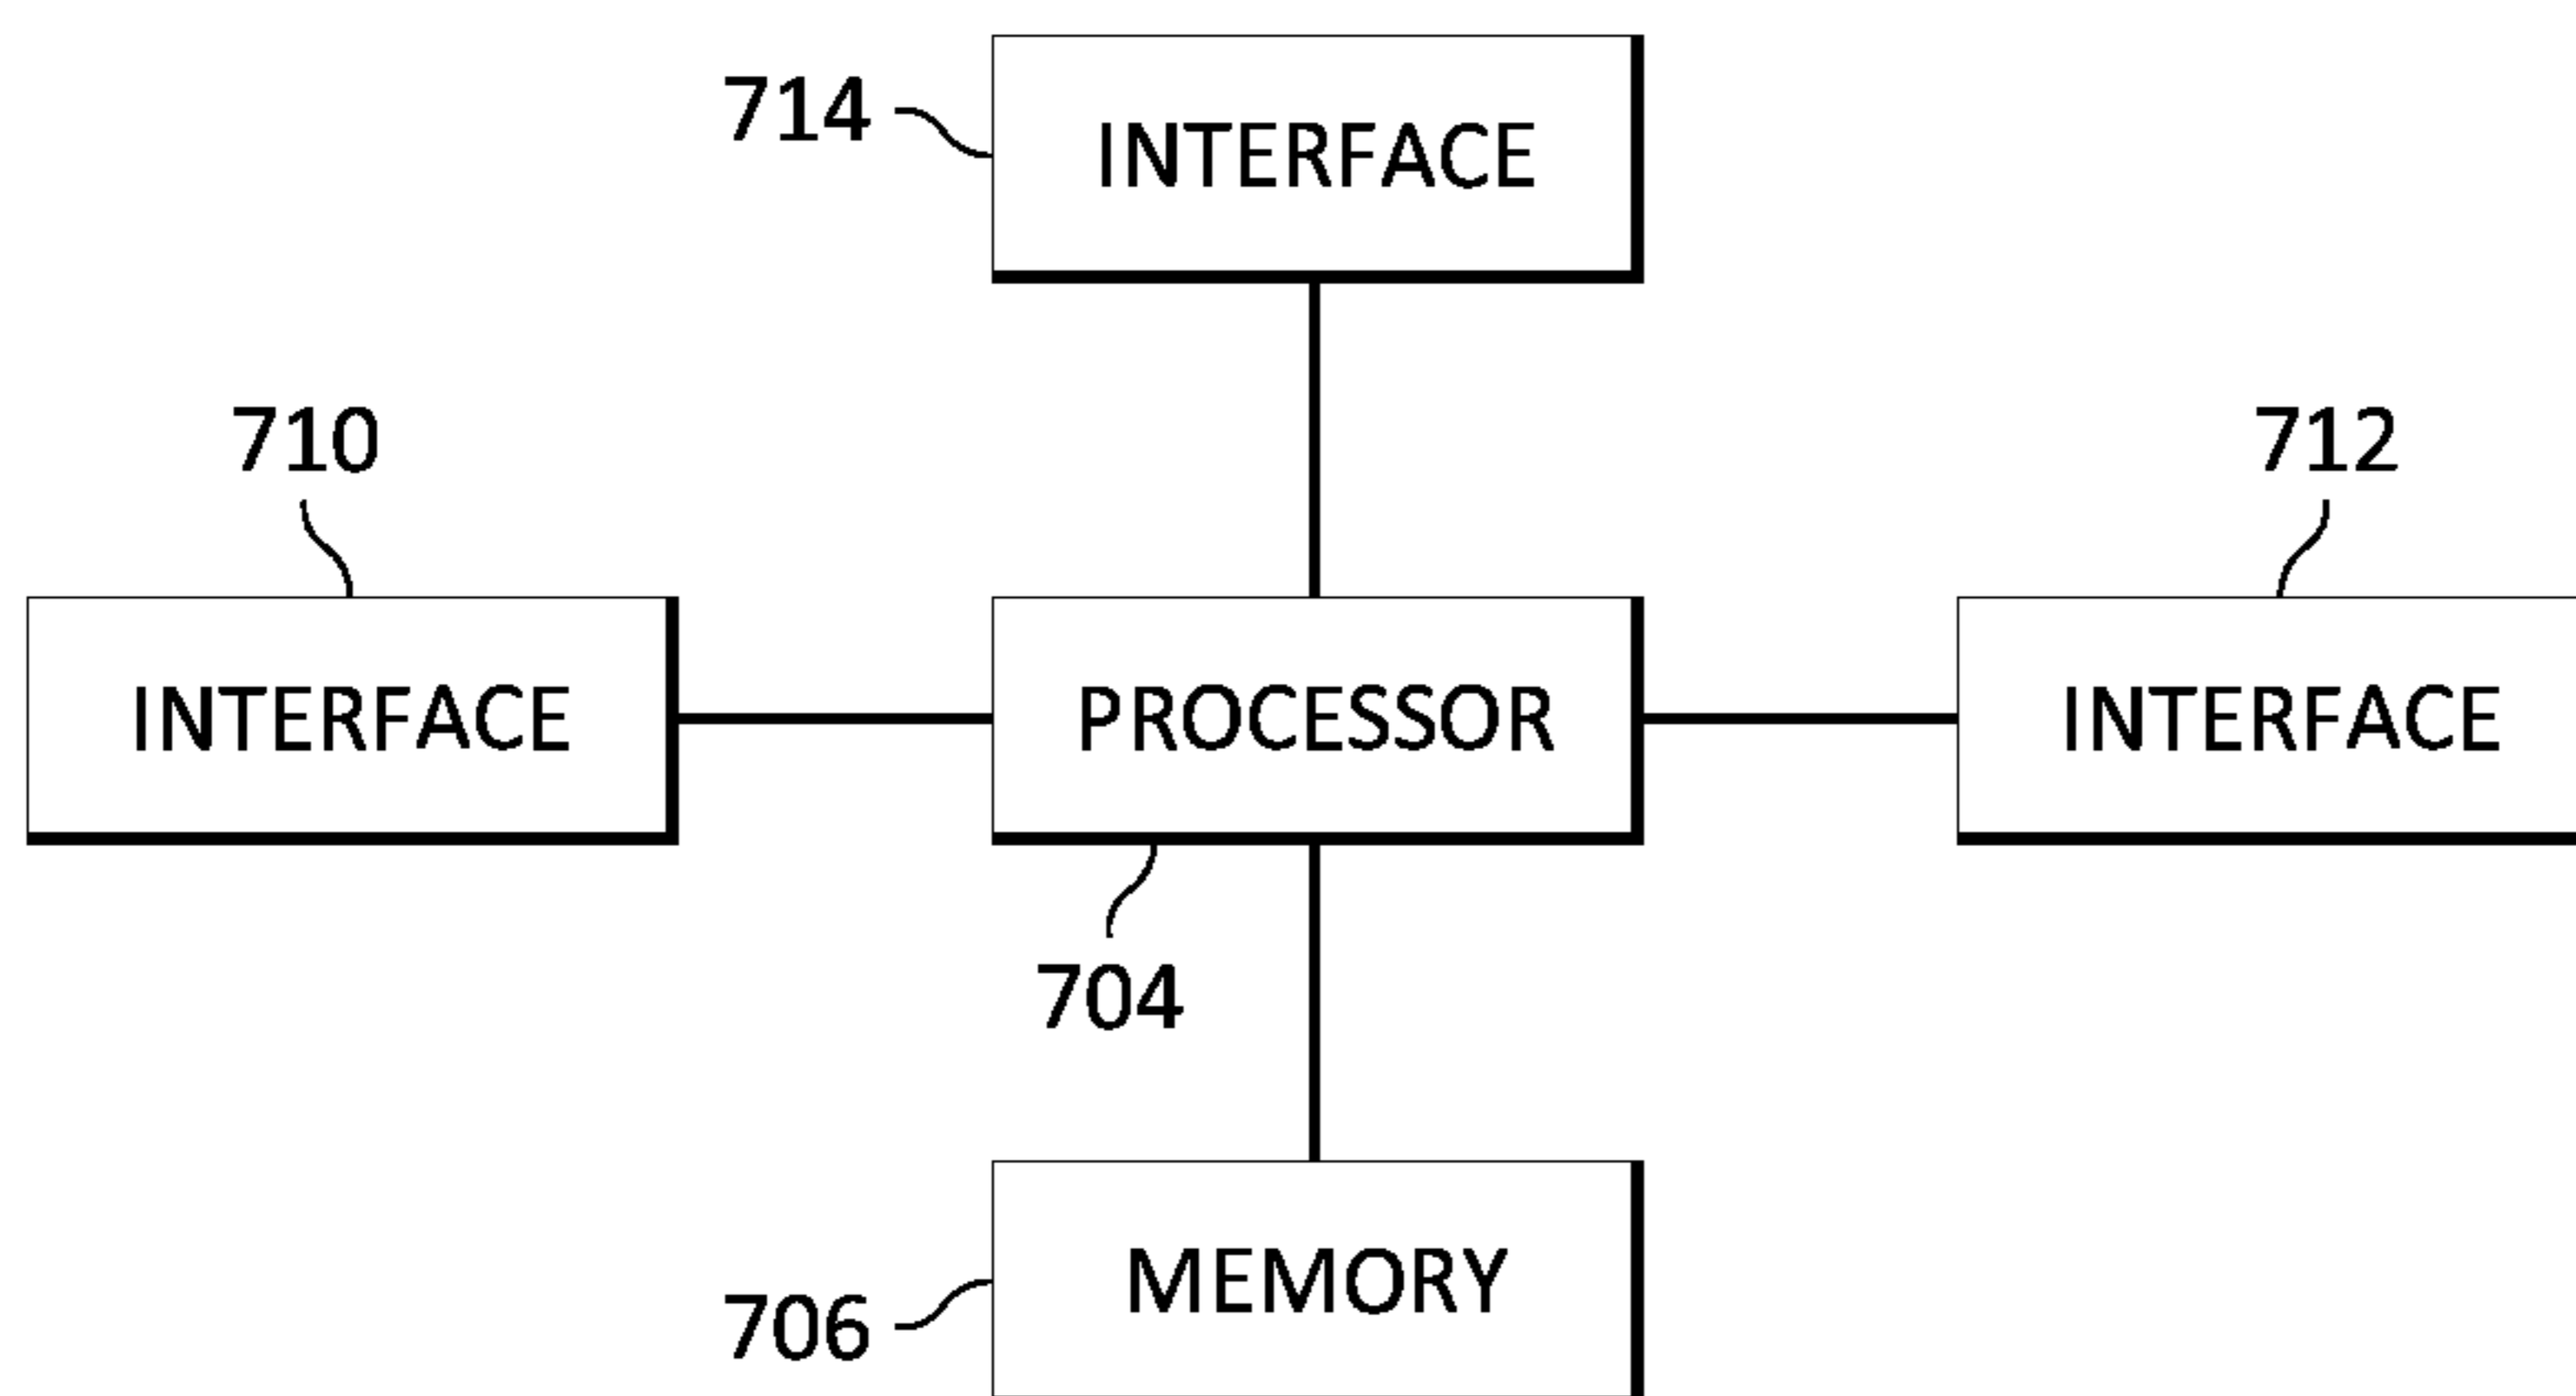 714
INTERFACE
710
712
INTERFACE
PROCESSOR
INTERFACE
704
MEMORY
706